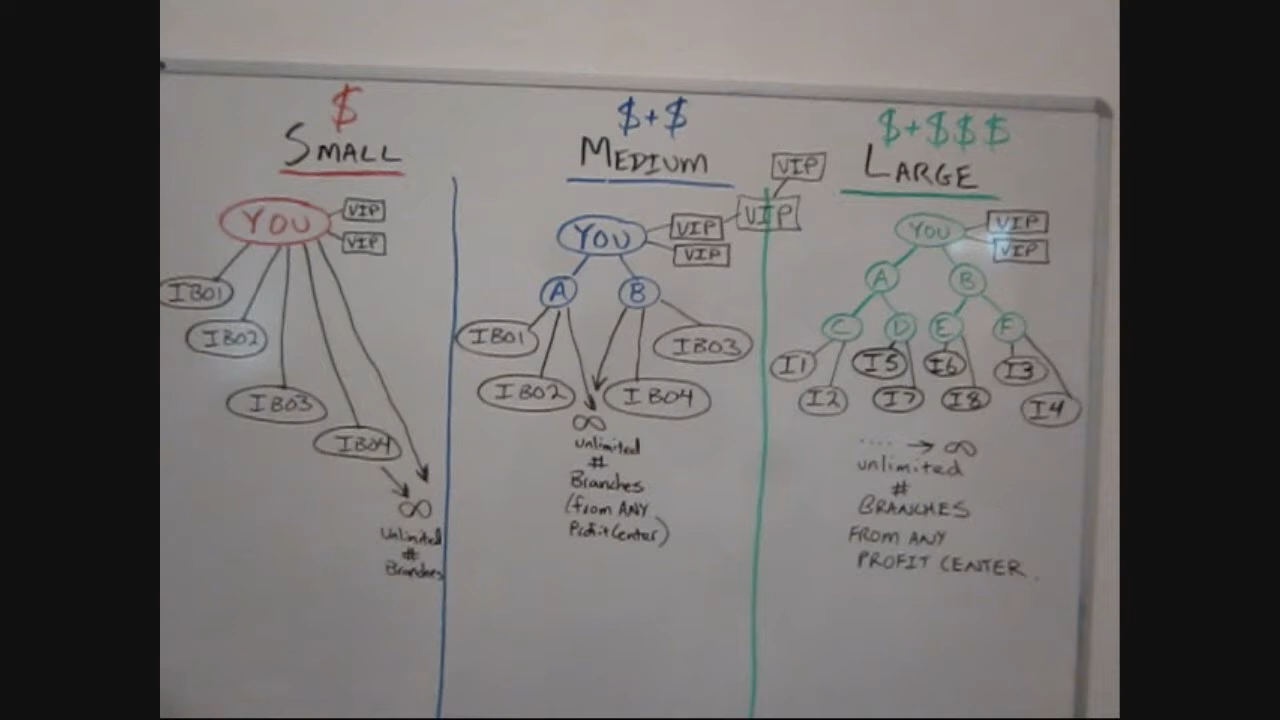 $
SMALL
YOU
VIP
VIP
IBO1
IBO2
IBO3
IBO4
∞
Unlimited
#
Branches
$+$
MEDIUM
YOU
VIP
VIP
VIP
VIP
A
B
IBO1
IBO2
IBO3
IBO4
∞
unlimited
#
Branches
(from ANY
Profit Center)
$+$$$
LARGE
YOU
VIP
VIP
A
B
C
D
E
F
I1
I2
I5
I7
I6
I8
I3
I4
.... → ∞
unlimited
#
BRANCHES
FROM ANY
PROFIT CENTER.